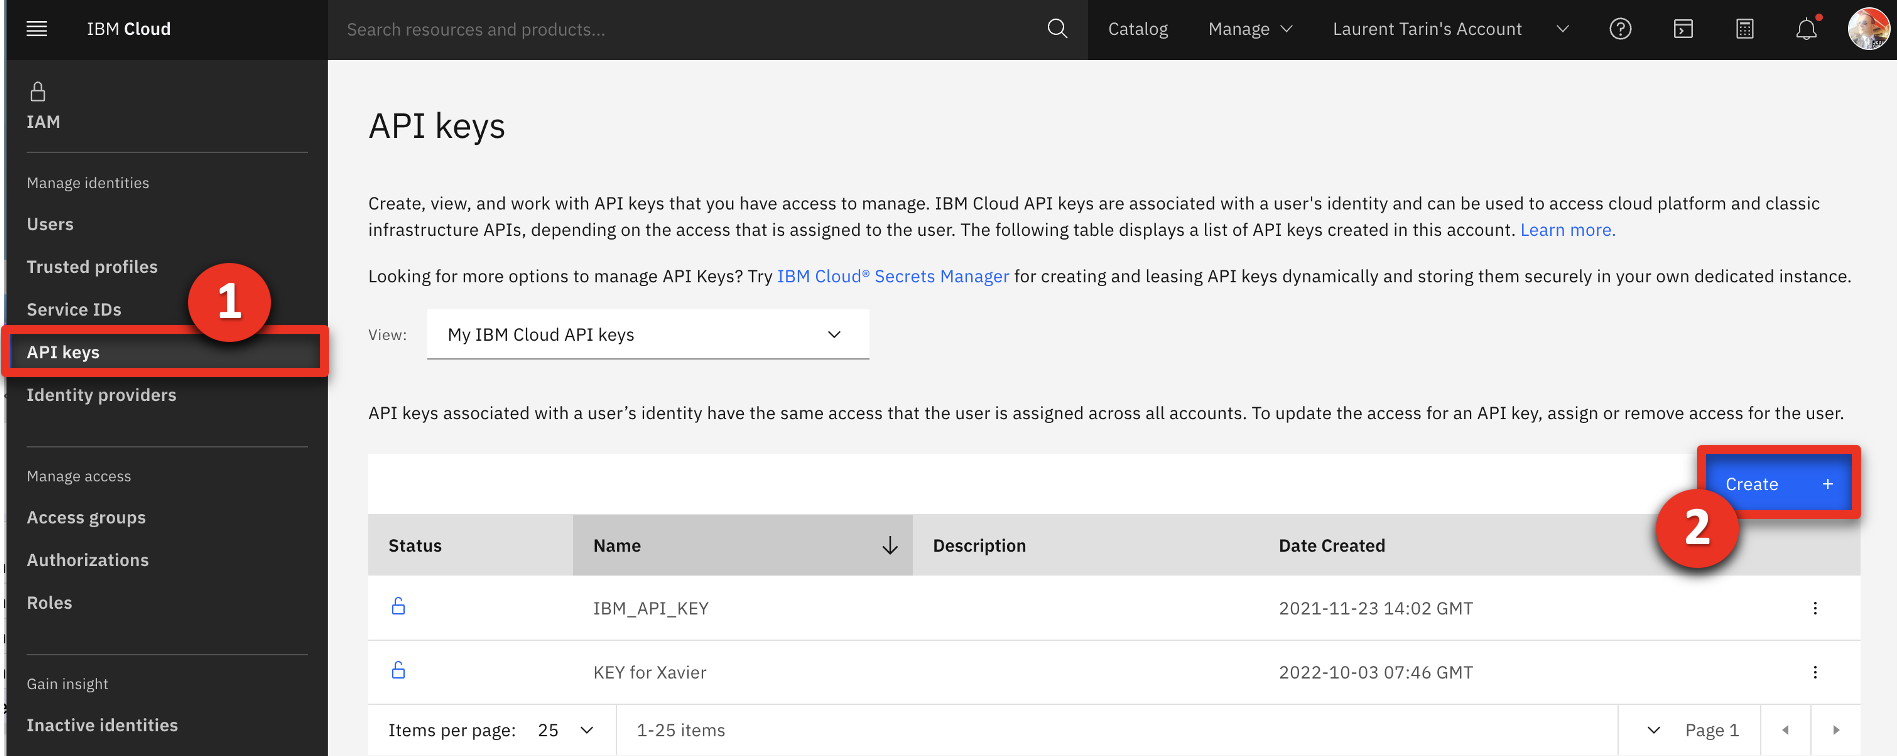 IBM Cloud
Search resources and products...
Catalog
Manage
Laurent Tarin's Account
IAM
Manage identities
Users
Trusted profiles
Service IDs
1
API keys
Identity providers
Manage access
Access groups
Authorizations
Roles
Gain insight
Inactive identities
API keys
Create, view, and work with API keys that you have access to manage. IBM Cloud API keys are associated with a user's identity and can be used to access cloud platform and classic
infrastructure APIs, depending on the access that is assigned to the user. The following table displays a list of API keys created in this account. Learn more.
Looking for more options to manage API Keys? Try IBM Cloud® Secrets Manager for creating and leasing API keys dynamically and storing them securely in your own dedicated instance.
View: My IBM Cloud API keys
API keys associated with a user’s identity have the same access that the user is assigned across all accounts. To update the access for an API key, assign or remove access for the user.
Create +
2
Status Name Description Date Created
IBM_API_KEY 2021-11-23 14:02 GMT
KEY for Xavier 2022-10-03 07:46 GMT
Items per page: 25 1-25 items Page 1